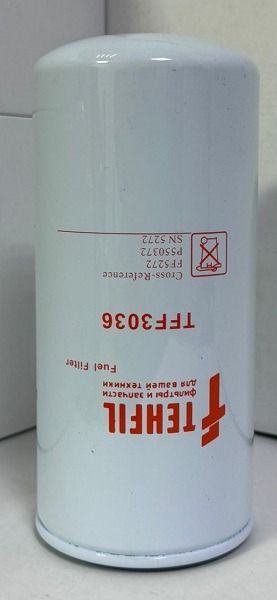 TEHFIL
фильтры и запчасти
для вашей техники
Fuel Filter
TFF3036
Cross-Reference
FF5272
P550372
SN 5272